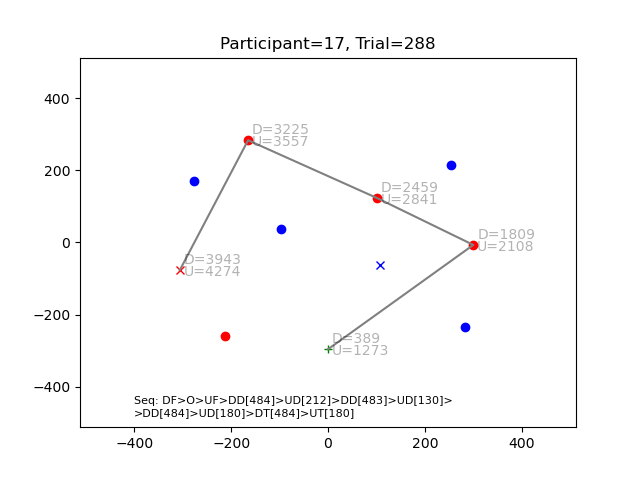 Participant=17, Trial=288
400
200
0
−200
−400
−400
−200
0
200
400
D=3225
U=3557
D=2459
U=2841
D=1809
U=2108
D=3943
U=4274
D=389
U=1273
Seq: DF>O>UF>DD[484]>UD[212]>DD[483]>UD[130]>
>DD[484]>UD[180]>DT[484]>UT[180]